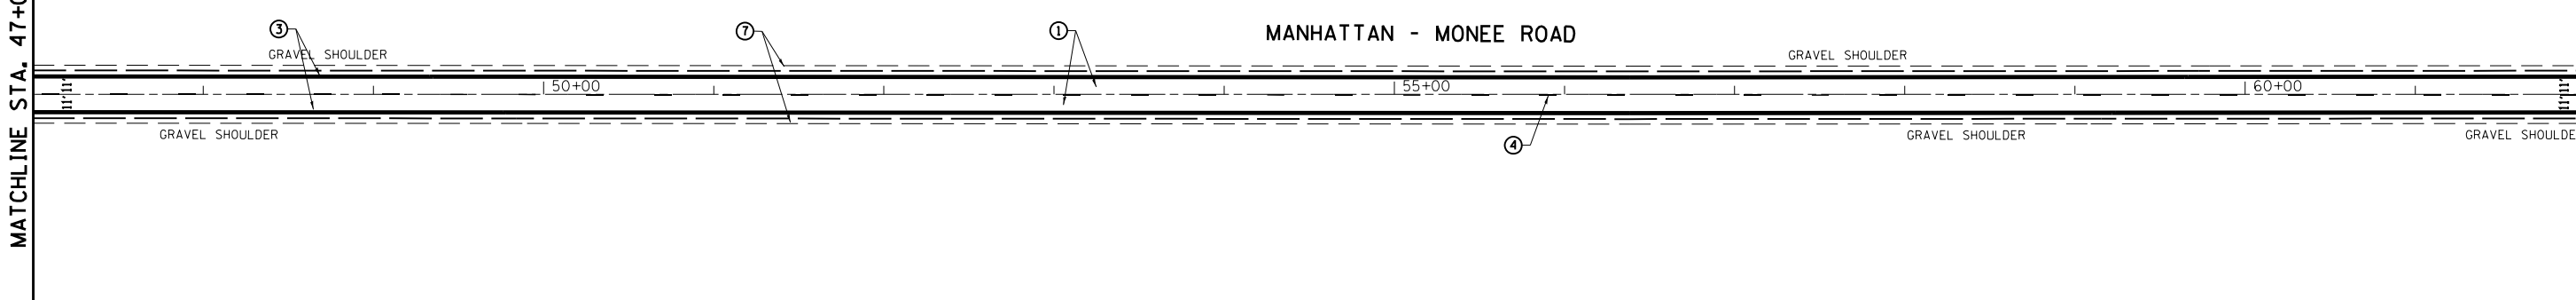 MATCHLINE STA. 47+0
③
⑦
①
MANHATTAN - MONEE ROAD
GRAVEL SHOULDER
GRAVEL SHOULDER
11' 11'
50+00
55+00
60+00
11' 11'
GRAVEL SHOULDER
④
GRAVEL SHOULDER
GRAVEL SHOULDE